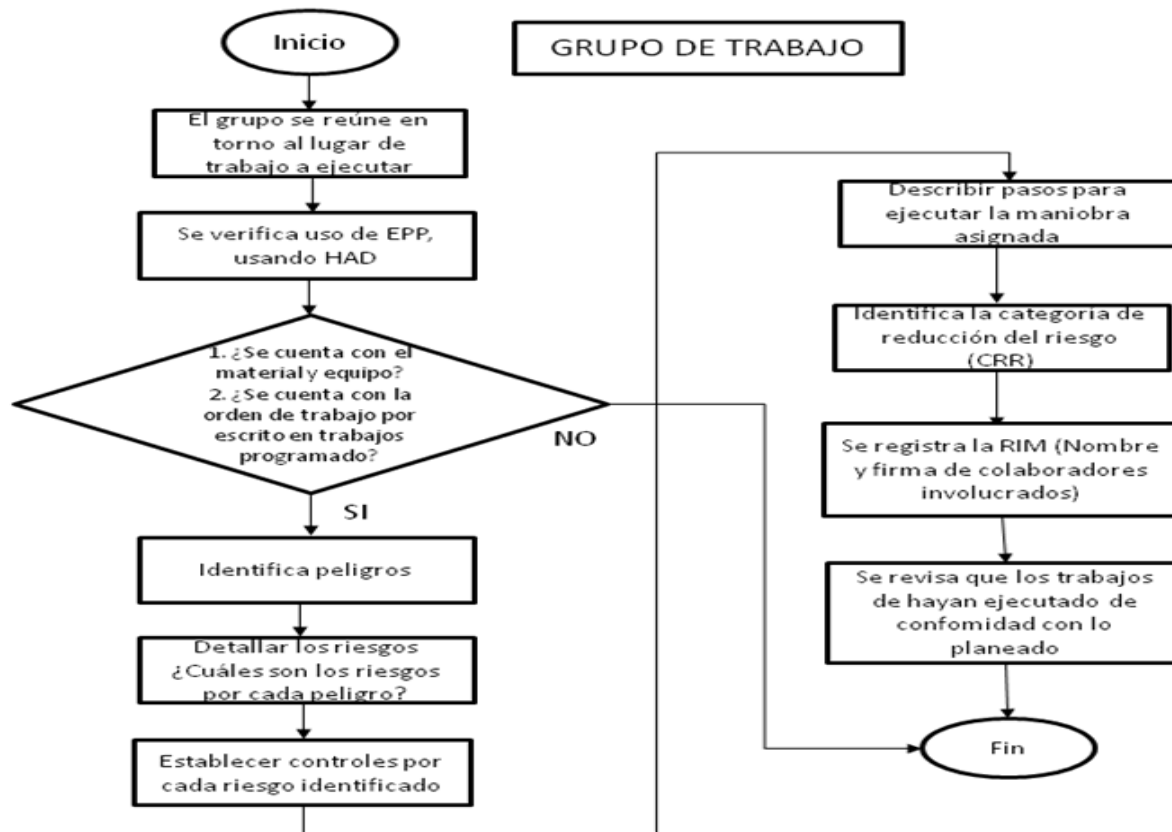 Inicio
GRUPO DE TRABAJO
El grupo se reúne en
torno al lugar de
trabajo a ejecutar
Se verifica uso de EPP,
usando HAD
1. ¿Se cuenta con el
material y equipo?
2. ¿Se cuenta con la
orden de trabajo por
escrito en trabajos
programado?
NO
SI
Identifica peligros
Detallar los riesgos
¿Cuáles son los riesgos
por cada peligro?
Establecer controles por
cada riesgo identificado
Describir pasos para
ejecutar la maniobra
asignada
Identifica la categoria de
reducción del riesgo
(CRR)
Se registra la RIM (Nombre
y firma de colaboradores
involucrados)
Se revisa que los trabajos
de hayan ejecutado de
confomidad con lo
planeado
Fin